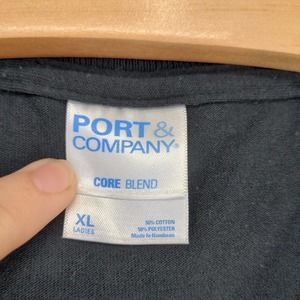 PORT &
COMPANY®
CORE BLEND
XL
LADIES
50% COTTON
50% POLYESTER
Made in Honduras